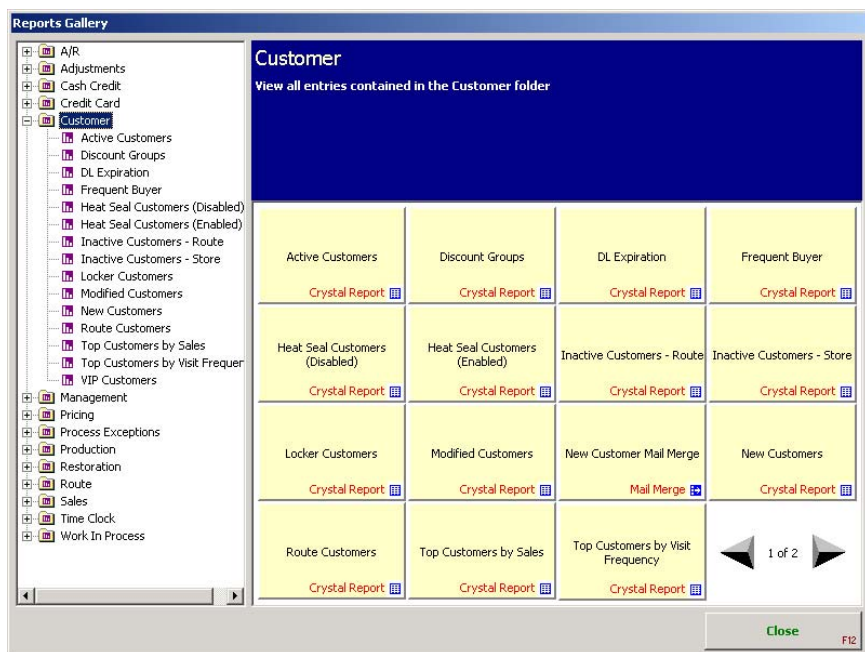 Reports Gallery
A/R
Adjustments
Cash Credit
Credit Card
Customer
Active Customers
Discount Groups
DL Expiration
Frequent Buyer
Heat Seal Customers (Disabled)
Heat Seal Customers (Enabled)
Inactive Customers - Route
Inactive Customers - Store
Locker Customers
Modified Customers
New Customers
Route Customers
Top Customers by Sales
Top Customers by Visit Frequer
VIP Customers
Management
Pricing
Process Exceptions
Production
Restoration
Route
Sales
Time Clock
Work In Process
Customer
View all entries contained in the Customer folder
Active Customers
Crystal Report
Discount Groups
Crystal Report
DL Expiration
Crystal Report
Frequent Buyer
Crystal Report
Heat Seal Customers
(Disabled)
Crystal Report
Heat Seal Customers
(Enabled)
Crystal Report
Inactive Customers - Route
Crystal Report
Inactive Customers - Store
Crystal Report
Locker Customers
Crystal Report
Modified Customers
Crystal Report
New Customer Mail Merge
Mail Merge
New Customers
Crystal Report
Route Customers
Crystal Report
Top Customers by Sales
Crystal Report
Top Customers by Visit
Frequency
Crystal Report
1 of 2
Close
F12